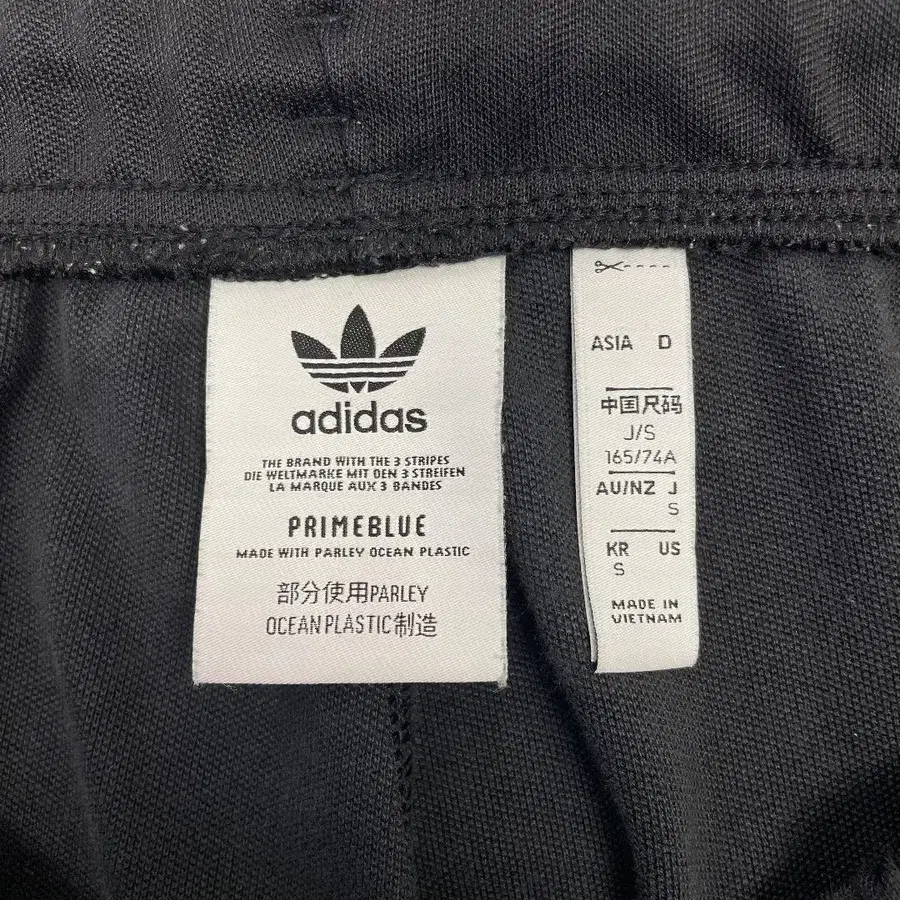 adidas
THE BRAND WITH THE 3 STRIPES
DIE WELTMARKE MIT DEN 3 STREIFEN
LA MARQUE AUX 3 BANDES
PRIMEBLUE
MADE WITH PARLEY OCEAN PLASTIC
部分使用PARLEY
OCEAN PLASTIC制造
ASIA D
中国尺码
J/S
165/74A
AU/NZ J
S
KR US
S
MADE IN
VIETNAM